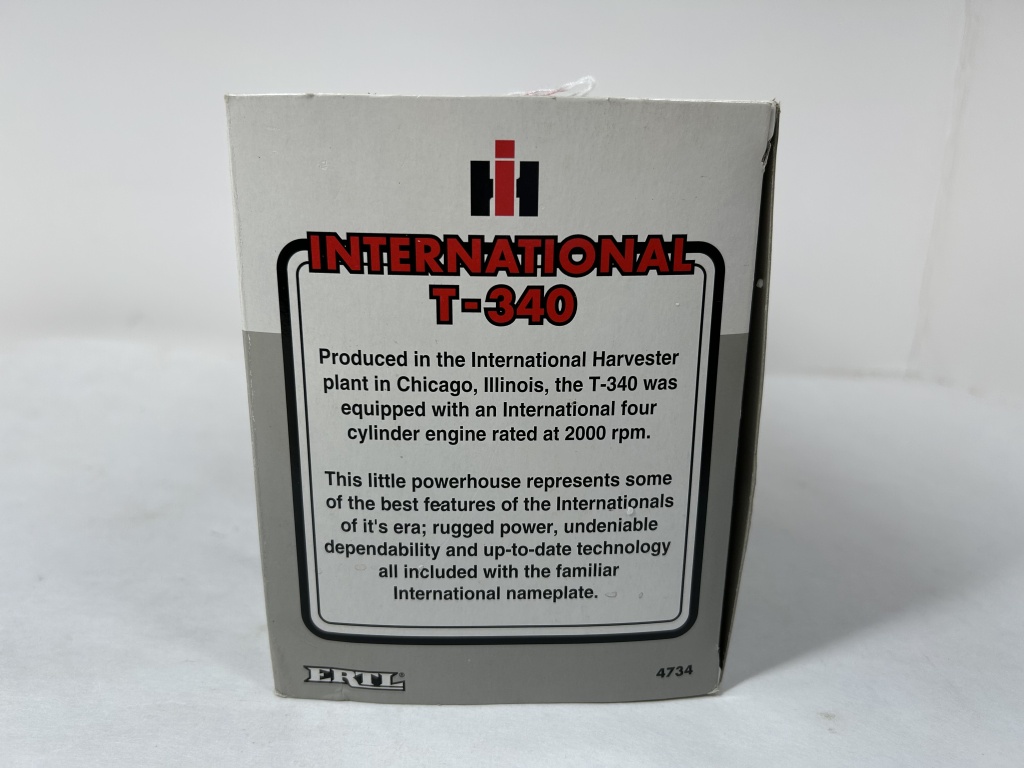 IH
INTERNATIONAL
T-340
Produced in the International Harvester
plant in Chicago, Illinois, the T-340 was
equipped with an International four
cylinder engine rated at 2000 rpm.
This little powerhouse represents some
of the best features of the Internationals
of it's era; rugged power, undeniable
dependability and up-to-date technology
all included with the familiar
International nameplate.
ERTL®
4734